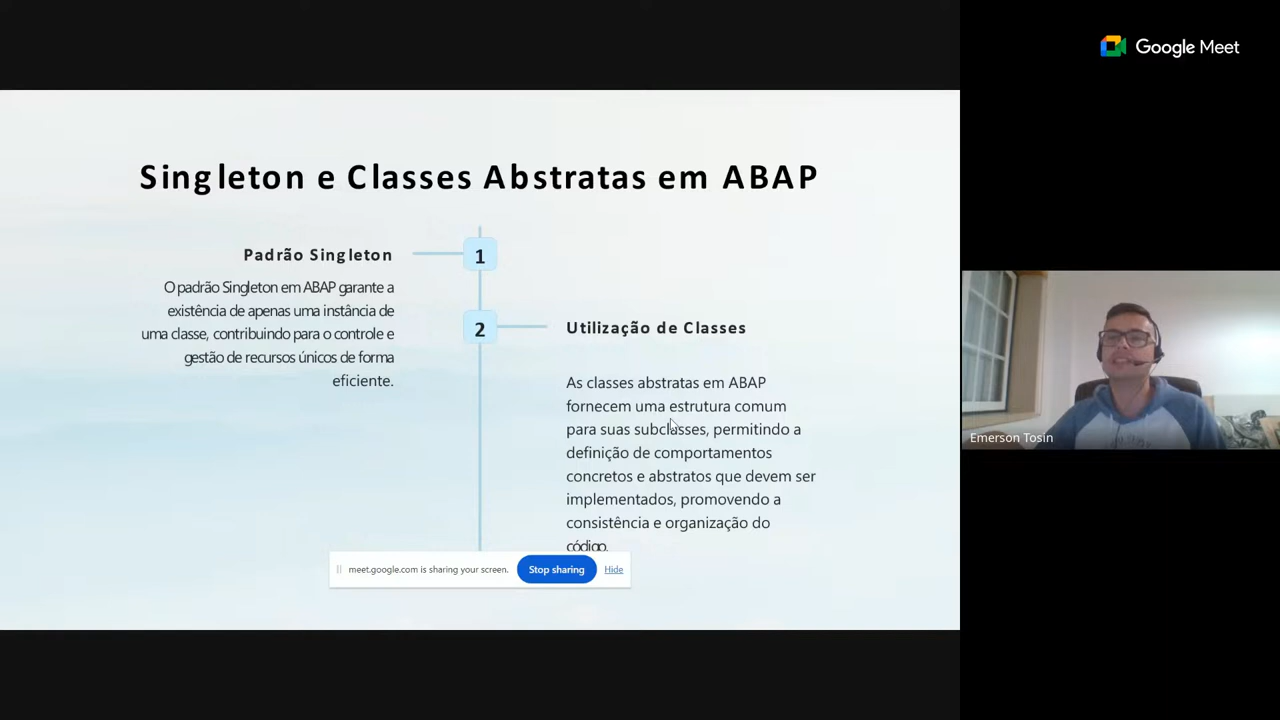 Google Meet
Singleton e Classes Abstratas em ABAP
Padrão Singleton
1
O padrão Singleton em ABAP garante a
existência de apenas uma instância de
uma classe, contribuindo para o controle e
gestão de recursos únicos de forma
eficiente.
2
Utilização de Classes
As classes abstratas em ABAP
fornecem uma estrutura comum
para suas subclasses, permitindo a
definição de comportamentos
concretos e abstratos que devem ser
implementados, promovendo a
consistência e organização do
código.
meet.google.com is sharing your screen.
Stop sharing
Hide
Emerson Tosin